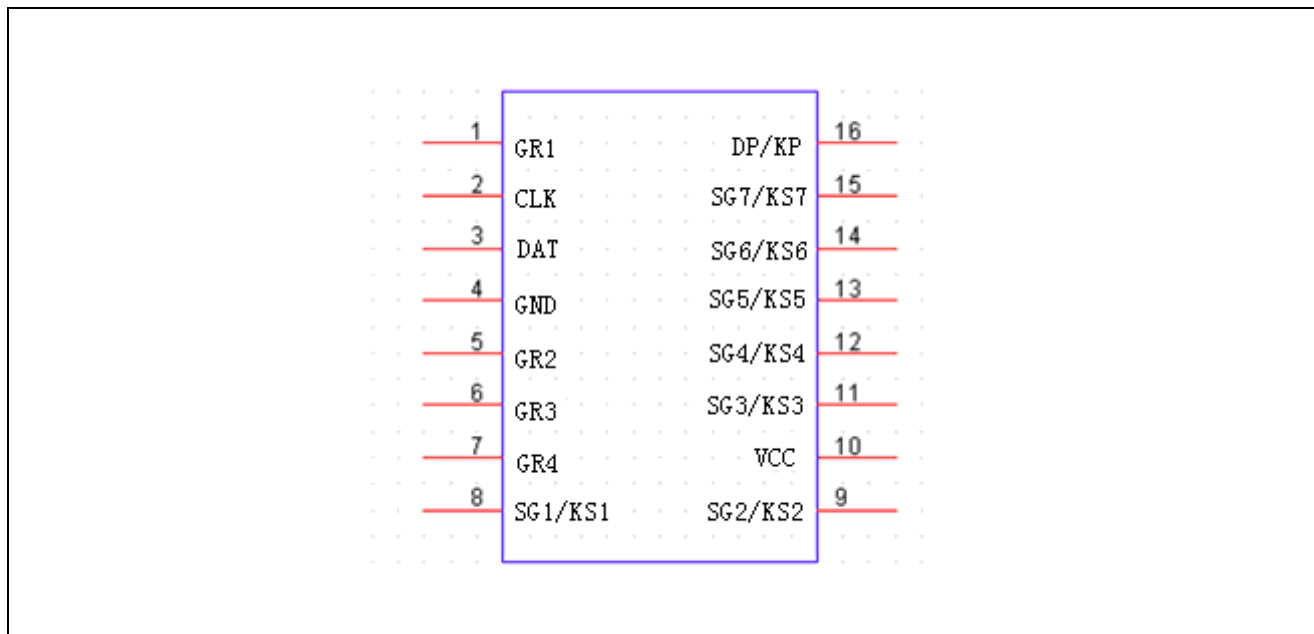 1 GR1 DP/KP 16
2 CLK SG7/KS7 15
3 DAT SG6/KS6 14
4 GND SG5/KS5 13
5 GR2 SG4/KS4 12
6 GR3 SG3/KS3 11
7 GR4 VCC 10
8 SG1/KS1 SG2/KS2 9